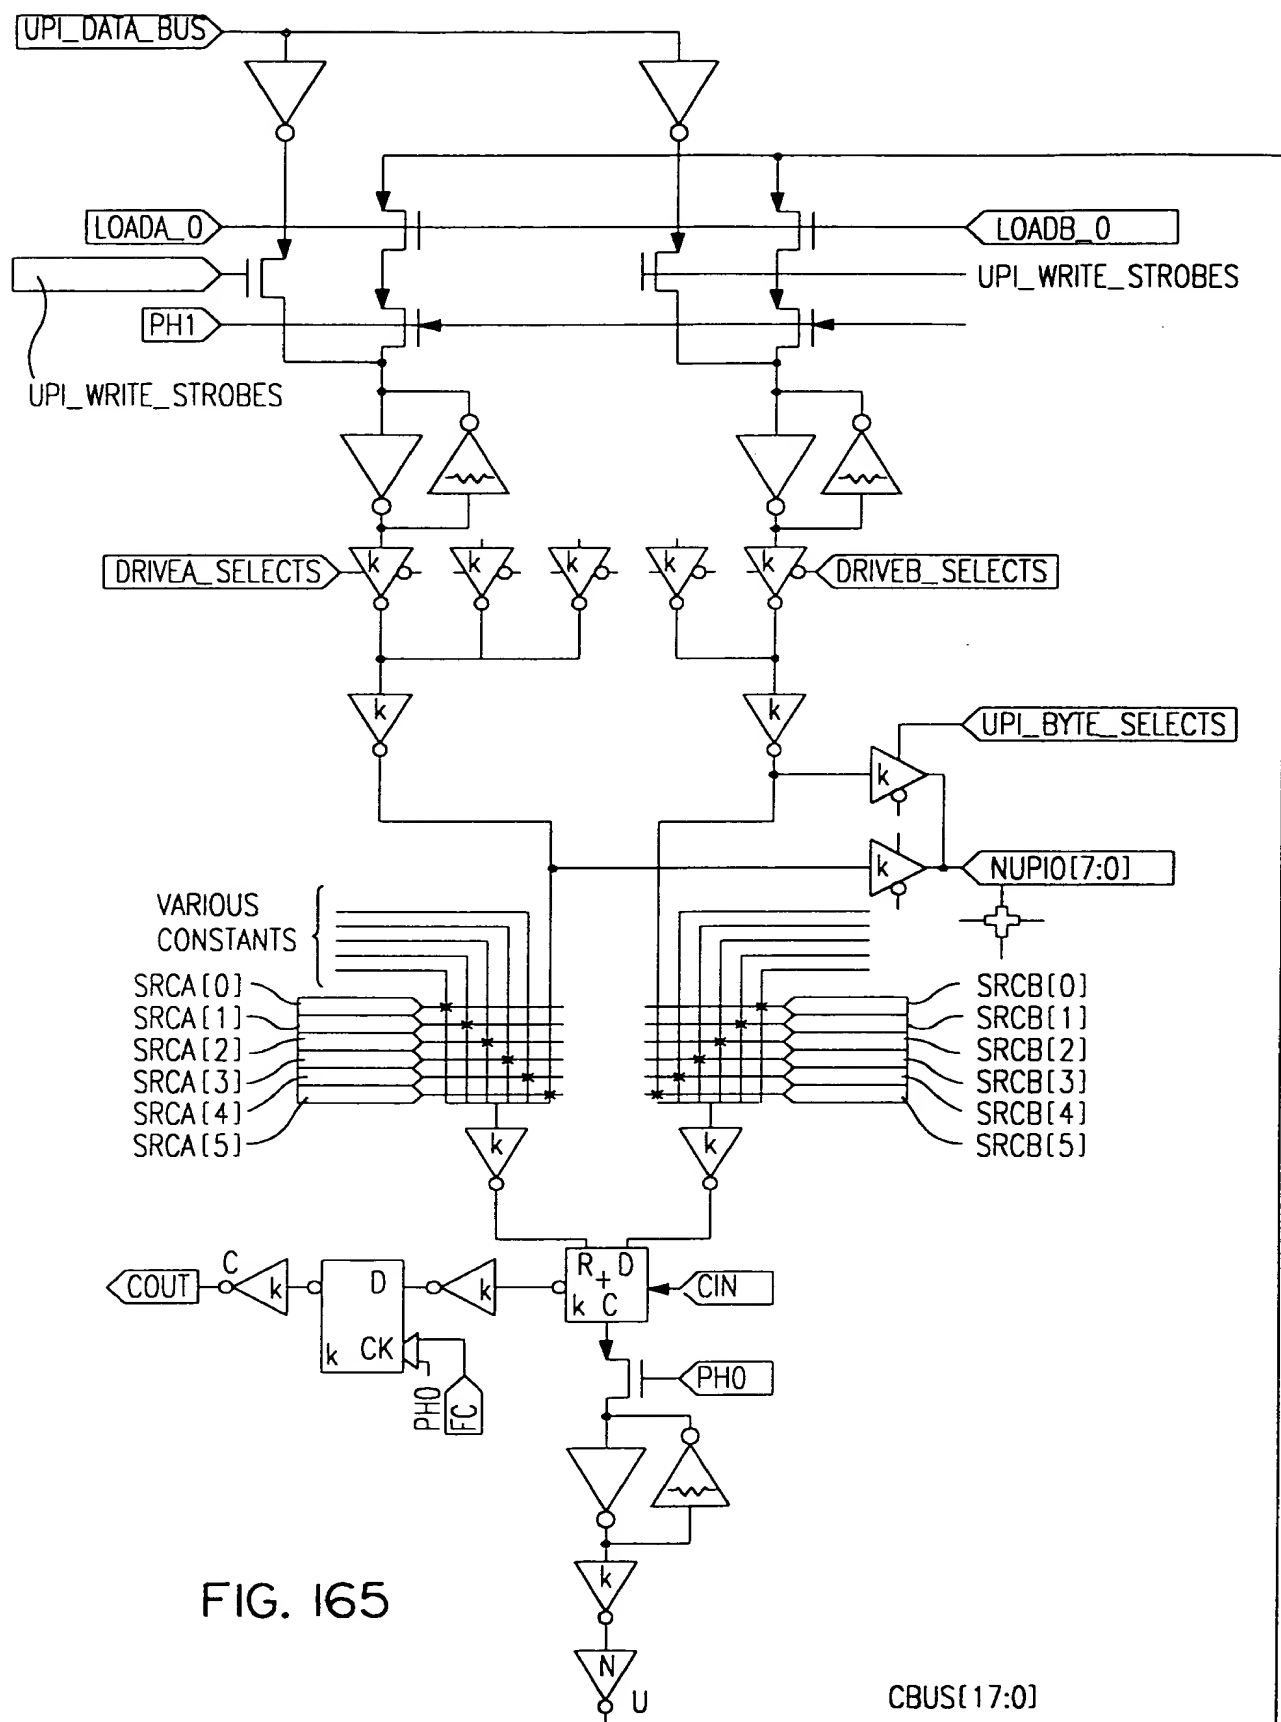 UPI_DATA_BUS
LOADA_0
LOADB_0
UPI_WRITE_STROBES
PH1
UPI_WRITE_STROBES
DRIVEA_SELECTS
k
k
k
k
k
DRIVEB_SELECTS
k
k
UPI_BYTE_SELECTS
k
k
NUPIO[7:0]
VARIOUS
CONSTANTS
SRCA[0]
SRCA[1]
SRCA[2]
SRCA[3]
SRCA[4]
SRCA[5]
SRCB[0]
SRCB[1]
SRCB[2]
SRCB[3]
SRCB[4]
SRCB[5]
k
k
COUT
C
k
D
k
CK
PH0
FC
k
R + D
k C
CIN
PH0
k
N
U
FIG. 165
CBUS[17:0]